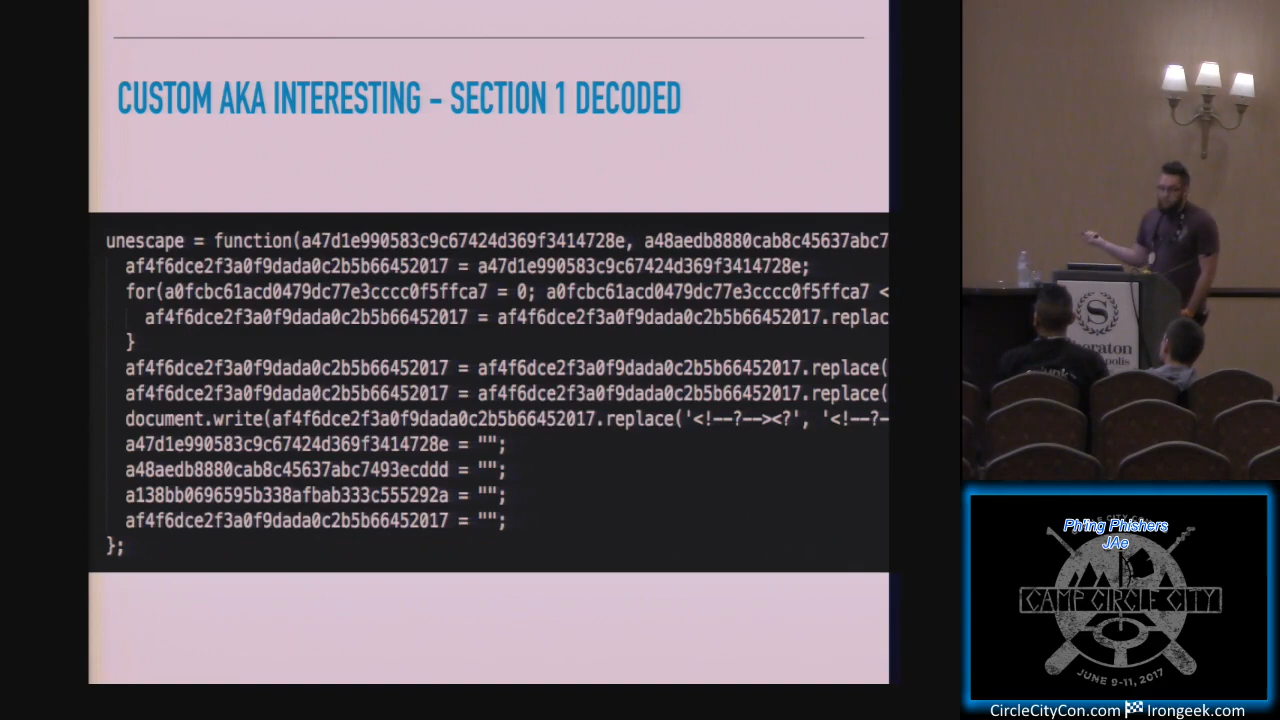 CUSTOM AKA INTERESTING - SECTION 1 DECODED
unescape = function(a47d1e990583c9c67424d369f3414728e, a48aedb8880cab8c45637abc7
af4f6dce2f3a0f9dada0c2b5b66452017 = a47d1e990583c9c67424d369f3414728e;
for(a0fcbc61acd0479dc77e3cccc0f5ffca7 = 0; a0fcbc61acd0479dc77e3cccc0f5ffca7 <
af4f6dce2f3a0f9dada0c2b5b66452017 = af4f6dce2f3a0f9dada0c2b5b66452017.replac
}
af4f6dce2f3a0f9dada0c2b5b66452017 = af4f6dce2f3a0f9dada0c2b5b66452017.replace(
af4f6dce2f3a0f9dada0c2b5b66452017 = af4f6dce2f3a0f9dada0c2b5b66452017.replace(
document.write(af4f6dce2f3a0f9dada0c2b5b66452017.replace('<!--?--><?', '<!--?-
a47d1e990583c9c67424d369f3414728e = "";
a48aedb8880cab8c45637abc7493ecddd = "";
a138bb0696595b338afbab333c555292a = "";
af4f6dce2f3a0f9dada0c2b5b66452017 = "";
};
S
Sheraton
Ph'ing Phishers
JAe
CAMP CIRCLE CITY
JUNE 9-11, 2017
CircleCityCon.com Irongeek.com